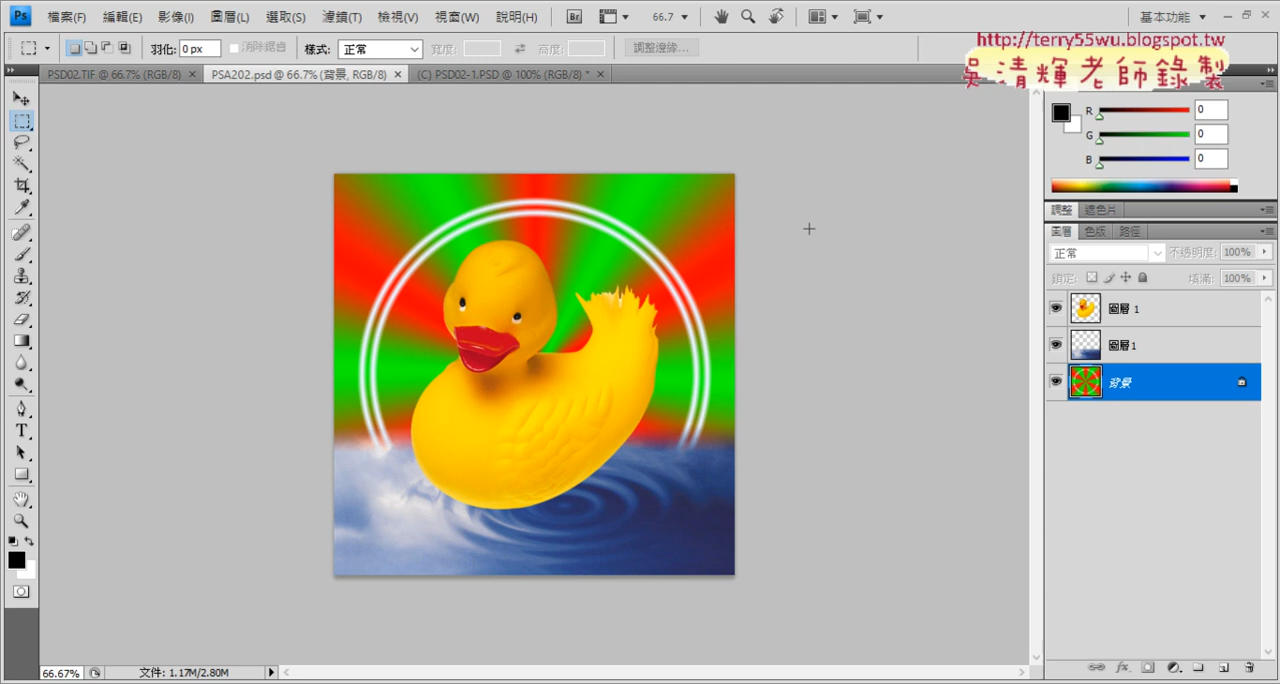 Ps 檔案(F) 編輯(E) 影像(I) 圖層(L) 選取(S) 濾鏡(T) 檢視(V) 視窗(W) 說明(H) Br 66.7 基本功能
羽化: 0 px 消除鋸齒 樣式: 正常 寬度: 高度: 調整邊緣...
http://terry55wu.blogspot.tw
吳清輝老師錄製
PSD02.TIF @ 66.7% (RGB/8) × PSA202.psd @ 66.7% (背景, RGB/8) × (C) PSD02-1.PSD @ 100% (RGB/8) * ×
R 0
G 0
B 0
調整 遮色片
圖層 色版 路徑
正常 不透明度: 100%
鎖定: 填滿: 100%
圖層 1
圖層1
背景
T
fx
66.67% 文件: 1.17M/2.80M